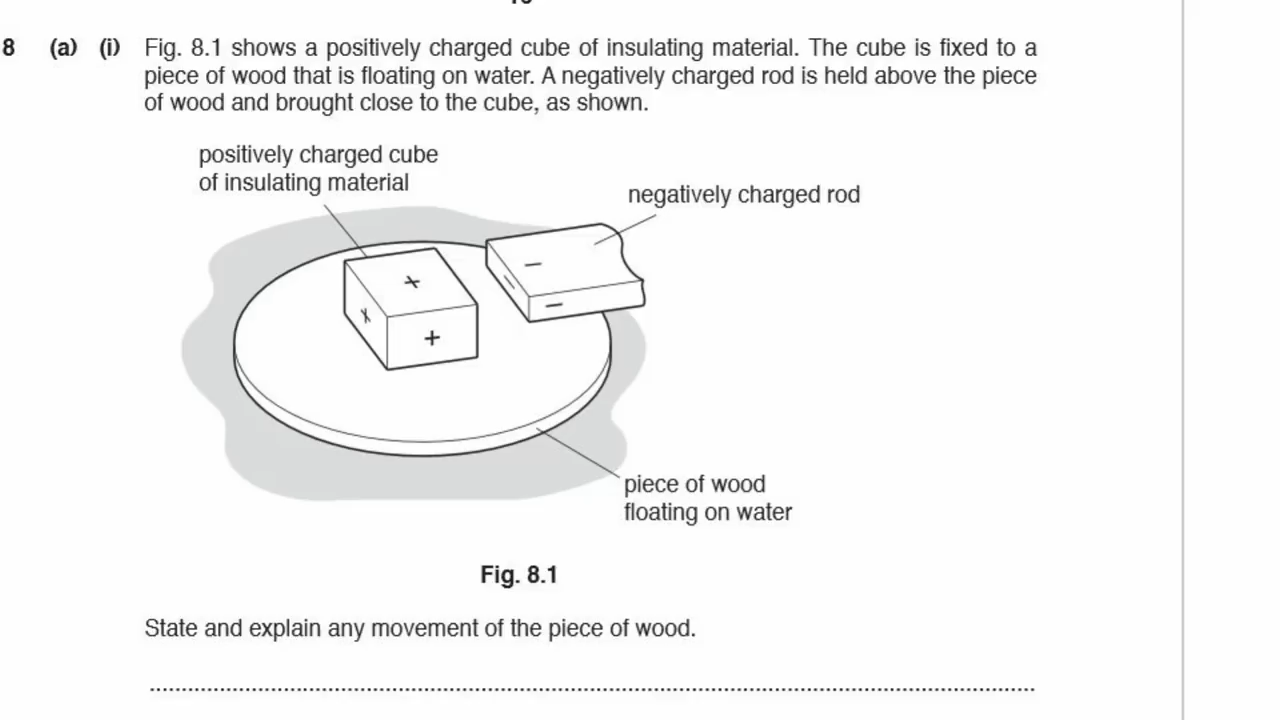 8 (a) (i) Fig. 8.1 shows a positively charged cube of insulating material. The cube is fixed to a
piece of wood that is floating on water. A negatively charged rod is held above the piece
of wood and brought close to the cube, as shown.
positively charged cube
of insulating material
negatively charged rod
+
+
+
–
–
–
piece of wood
floating on water
Fig. 8.1
State and explain any movement of the piece of wood.